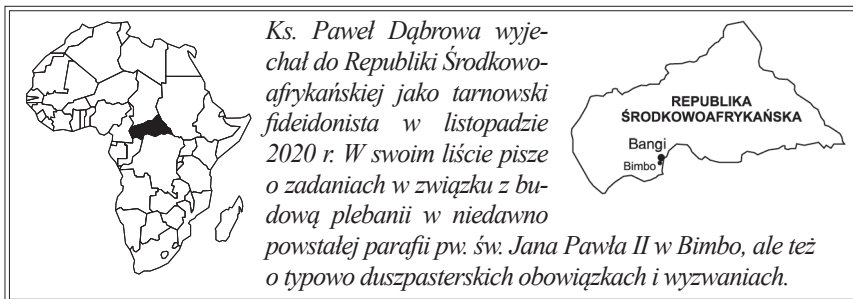 Ks. Paweł Dąbrowa wyje-
chał do Republiki Środkowo-
afrykańskiej jako tarnowski
fideidonista w listopadzie
2020 r. W swoim liście pisze
o zadaniach w związku z bu-
dową plebanii w niedawno
powstałej parafii pw. św. Jana Pawła II w Bimbo, ale też
o typowo duszpasterskich obowiązkach i wyzwaniach.
REPUBLIKA
ŚRODKOWOAFRYKAŃSKA
Bangi
Bimbo